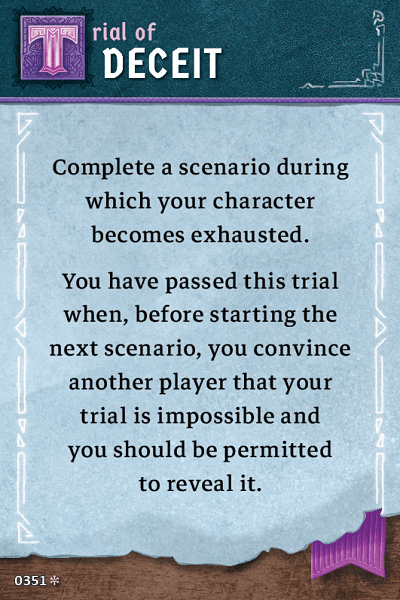 Trial of
DECEIT
Complete a scenario during
which your character
becomes exhausted.
You have passed this trial
when, before starting the
next scenario, you convince
another player that your
trial is impossible and
you should be permitted
to reveal it.
0351✻